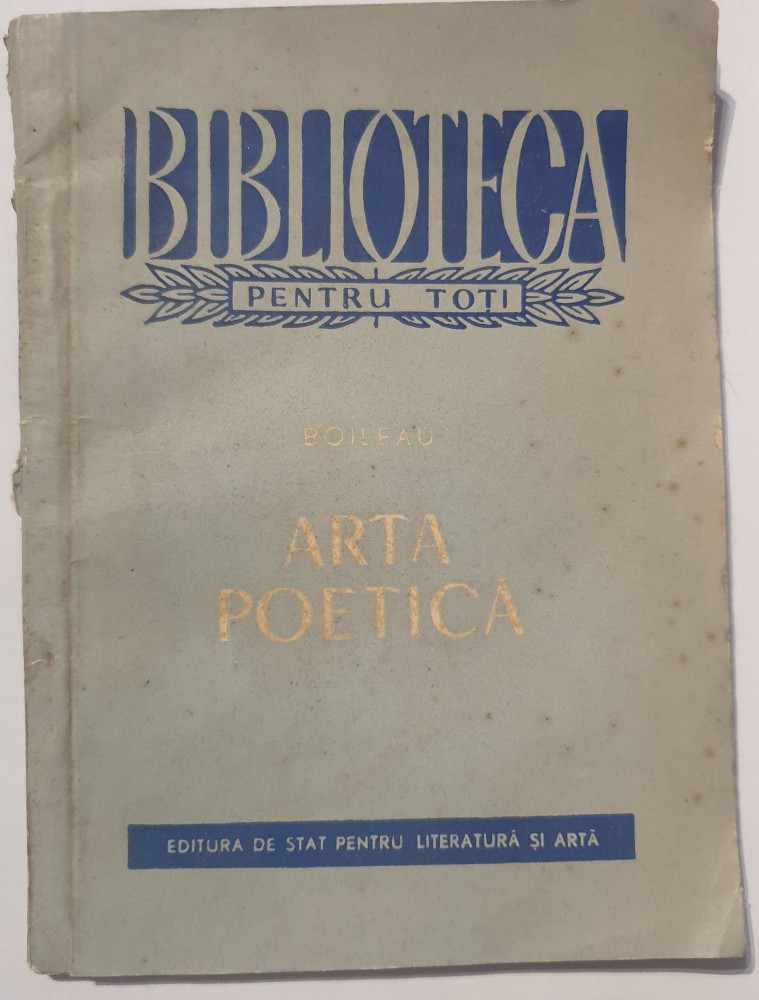 BIBLIOTECA
PENTRU TOȚI
BOILEAU
ARTA
POETICĂ
EDITURA DE STAT PENTRU LITERATURĂ ȘI ARTĂ